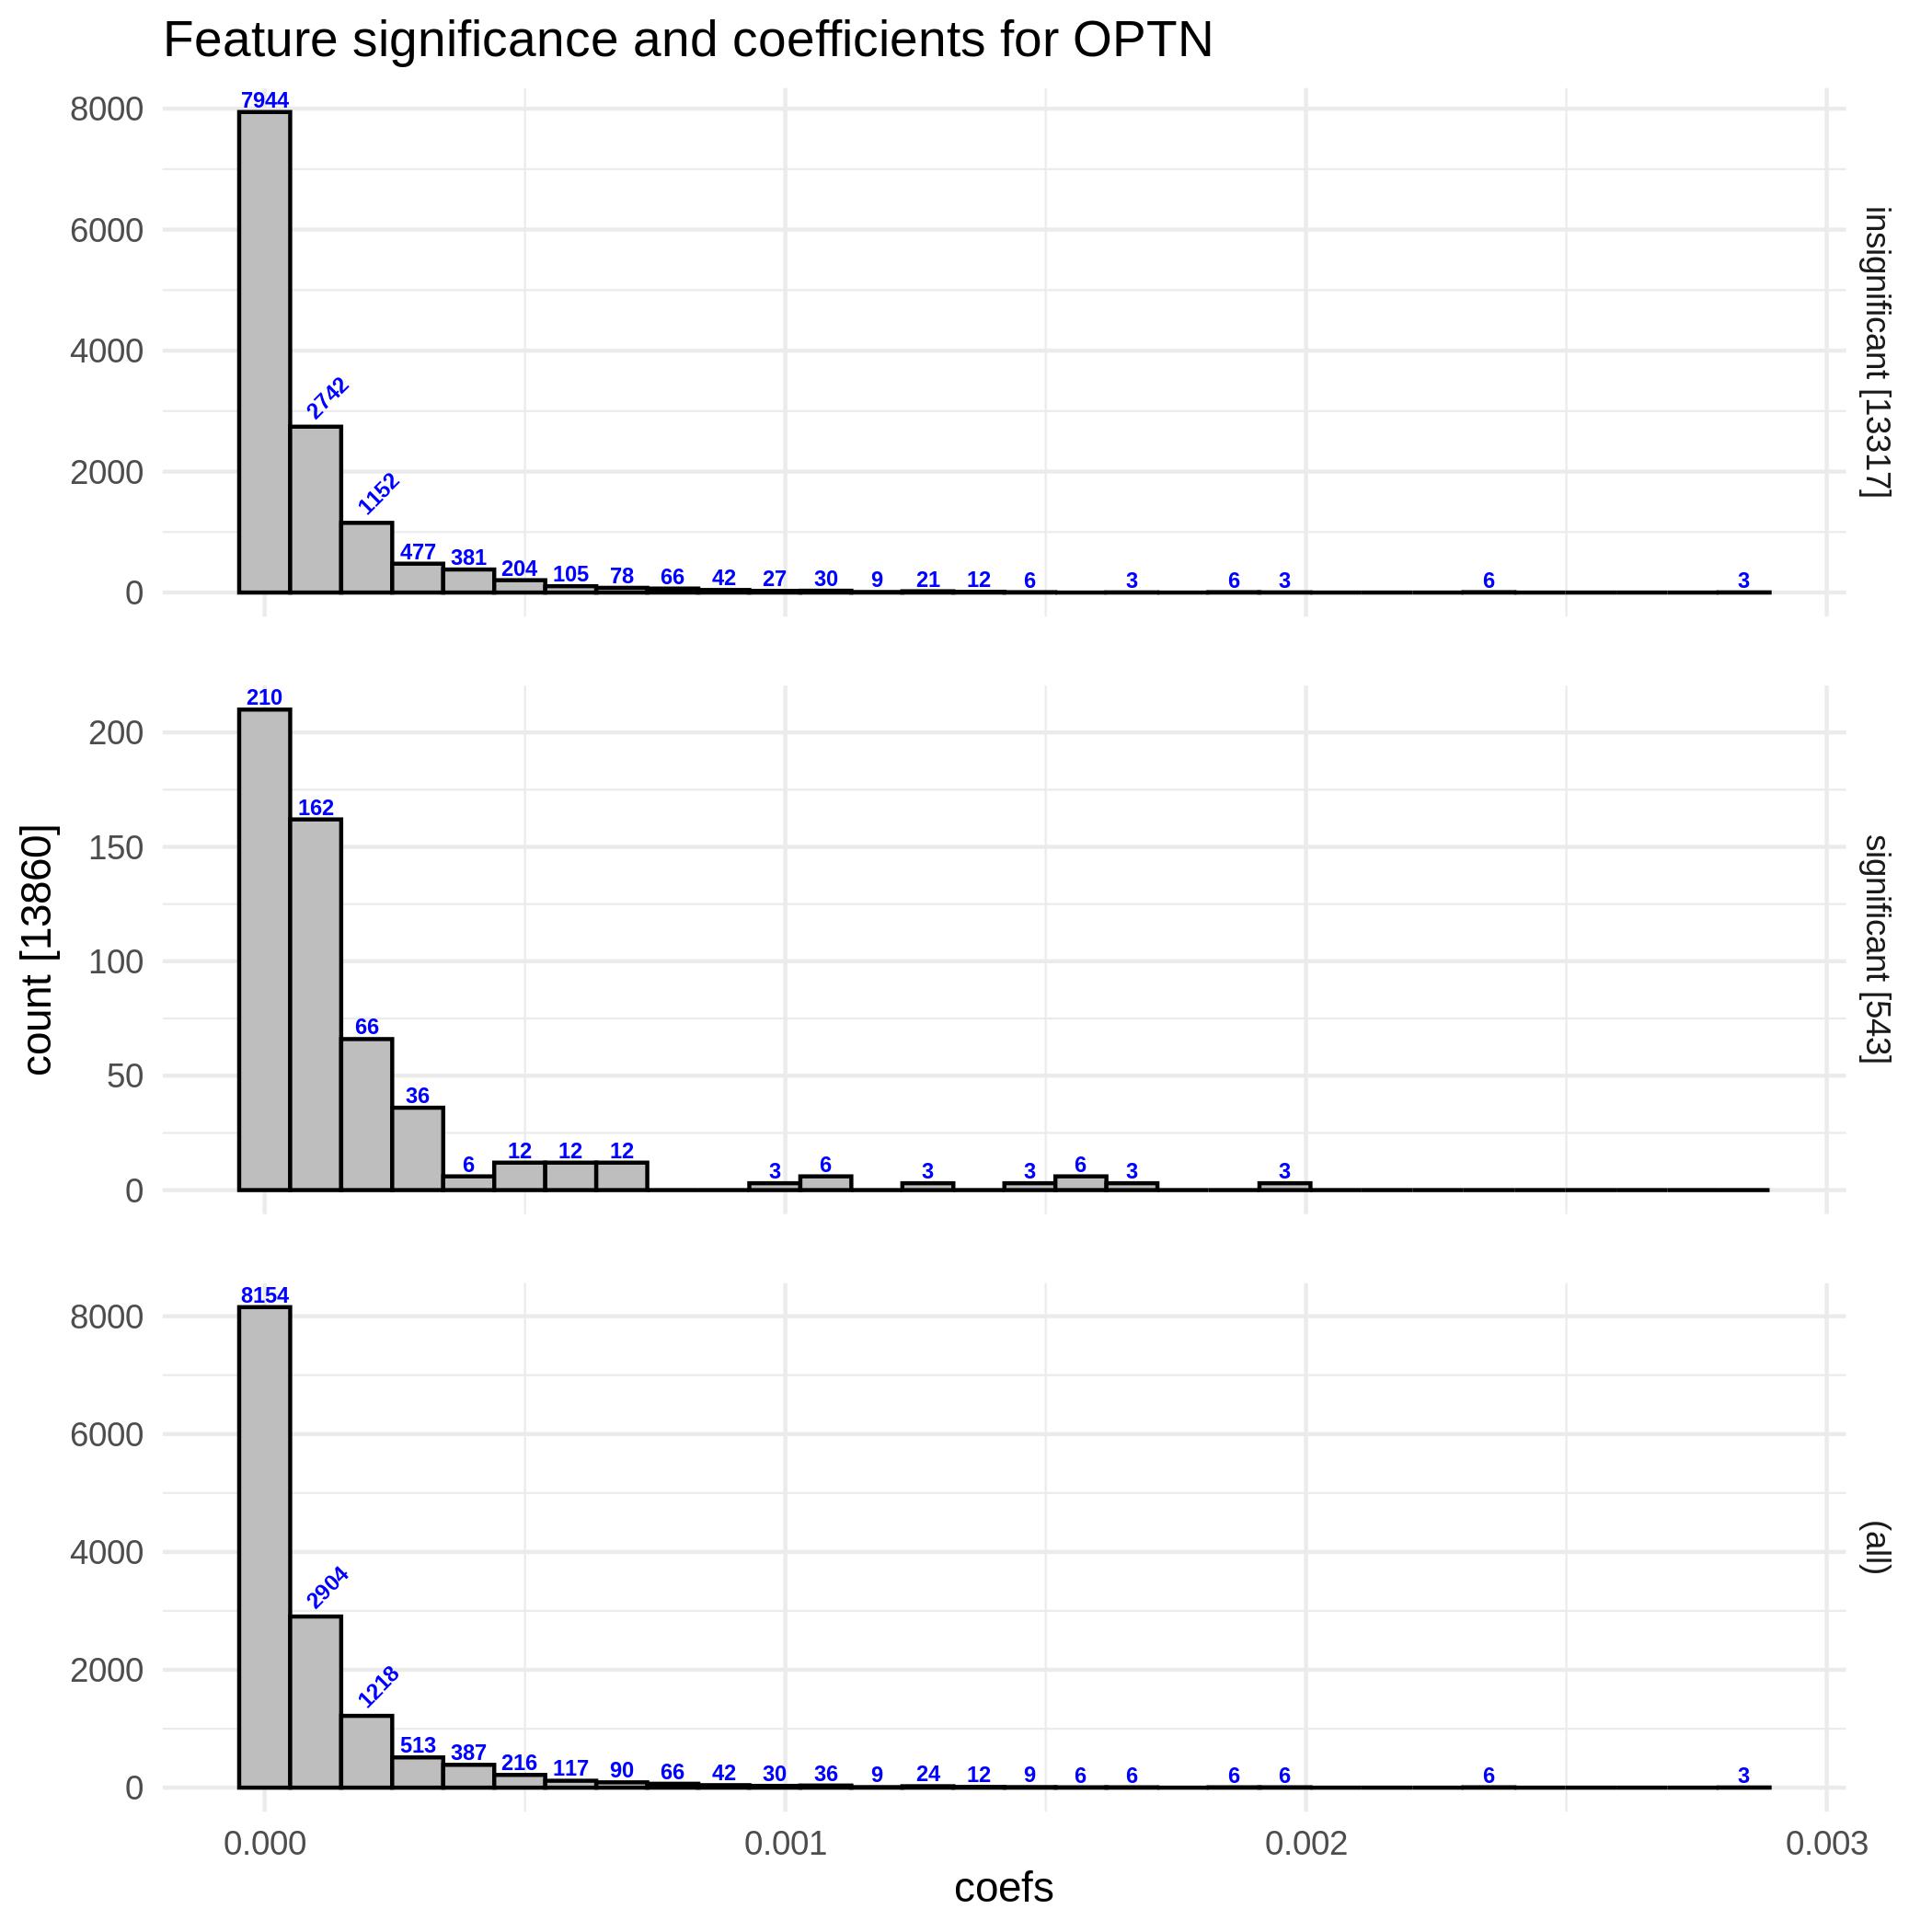 Feature significance and coefficients for OPTN
count [13860]
8000
6000
4000
2000
0
7944 2742 1152 477 381 204 105 78 66 42 27 30 9 21 12 6 3 6 3 6 3
insignificant [13317]
200
150
100
50
0
210 162 66 36 6 12 12 12 3 6 3 3 6 3 3
significant [543]
8000
6000
4000
2000
0
8154 2904 1218 513 387 216 117 90 66 42 30 36 9 24 12 9 6 6 6 6 6 3
(all)
0.000 0.001 0.002 0.003
coefs